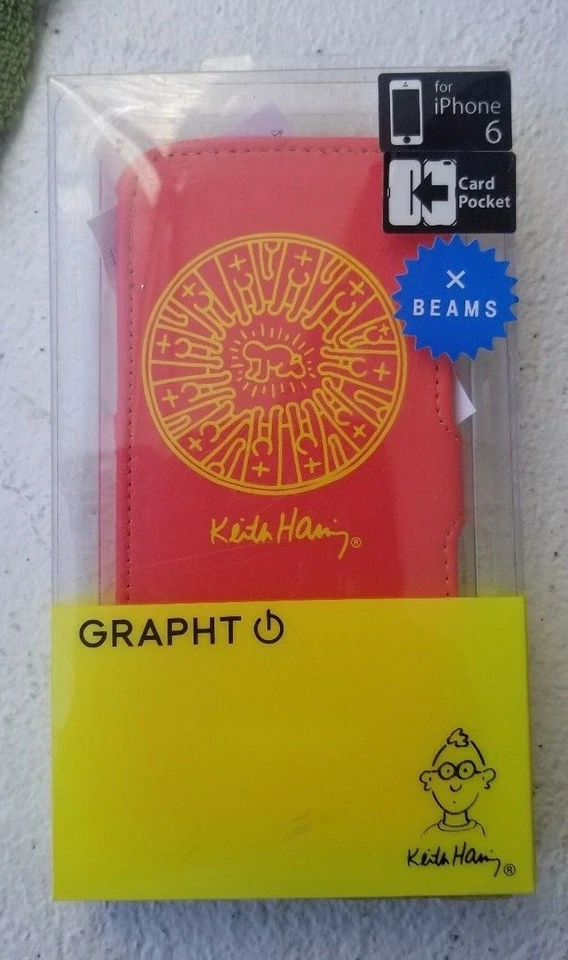 for
iPhone
6
Card
Pocket
×
BEAMS
Keith Haring®
GRAPHT
Keith Haring®